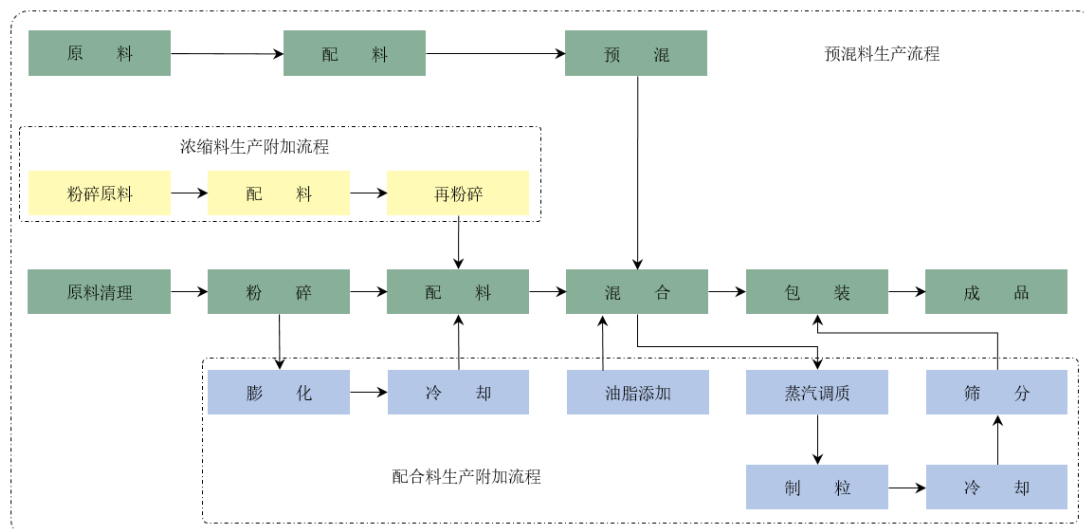 原　　料
配　　料
预　　混
预混料生产流程
浓缩料生产附加流程
粉碎原料
配　　料
再粉碎
原料清理
粉　　碎
配　　料
混　　合
包　　装
成　　品
膨　　化
冷　　却
油脂添加
蒸汽调质
筛　　分
配合料生产附加流程
制　　粒
冷　　却